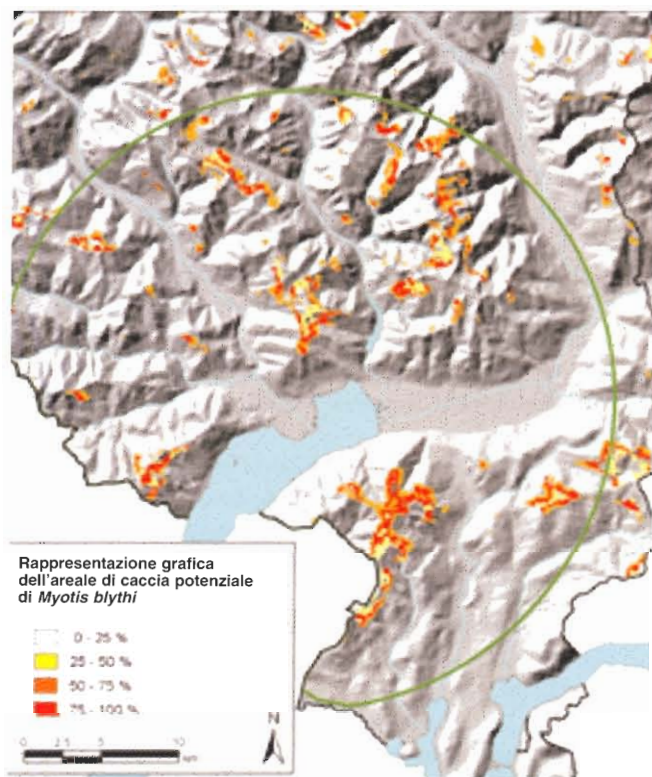 Rappresentazione grafica
dell'areale di caccia potenziale
di Myotis blythi
0 - 25 %
25 - 50 %
50 - 75 %
75 - 100 %
N
0 2.5 5 10
km